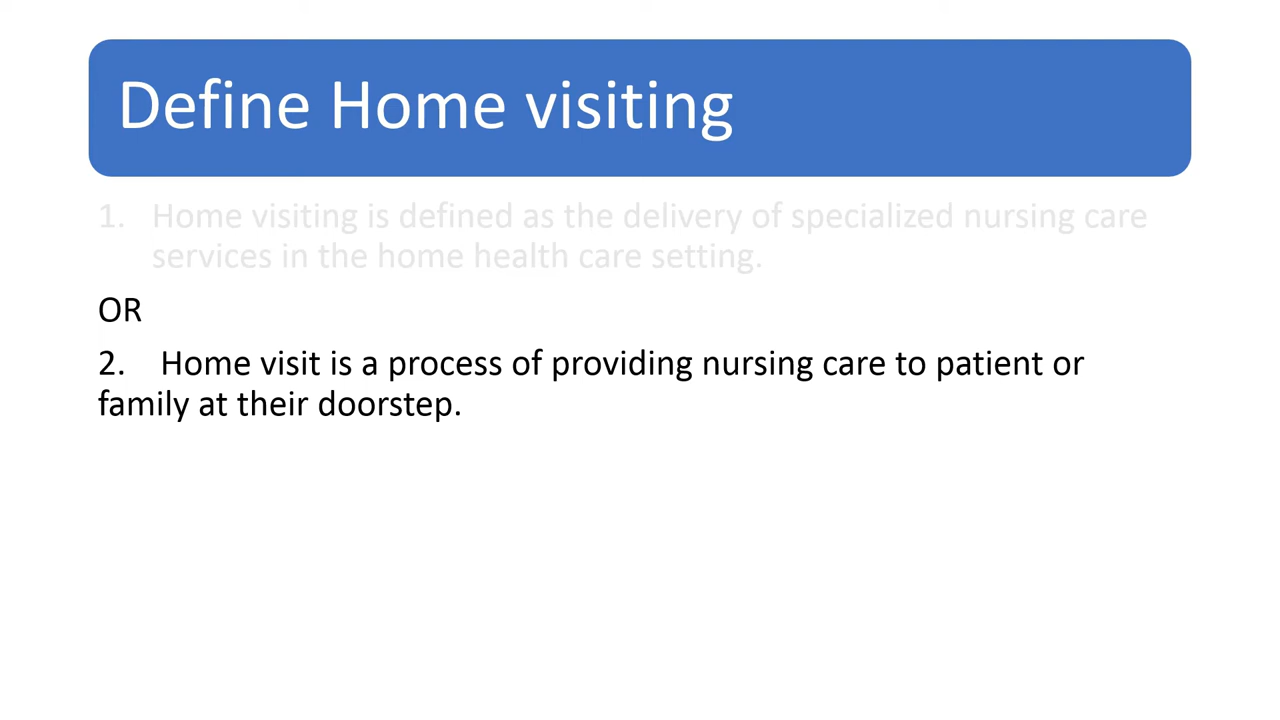 Define Home visiting
1. Home visiting is defined as the delivery of specialized nursing care
services in the home health care setting.
OR
2. Home visit is a process of providing nursing care to patient or
family at their doorstep.